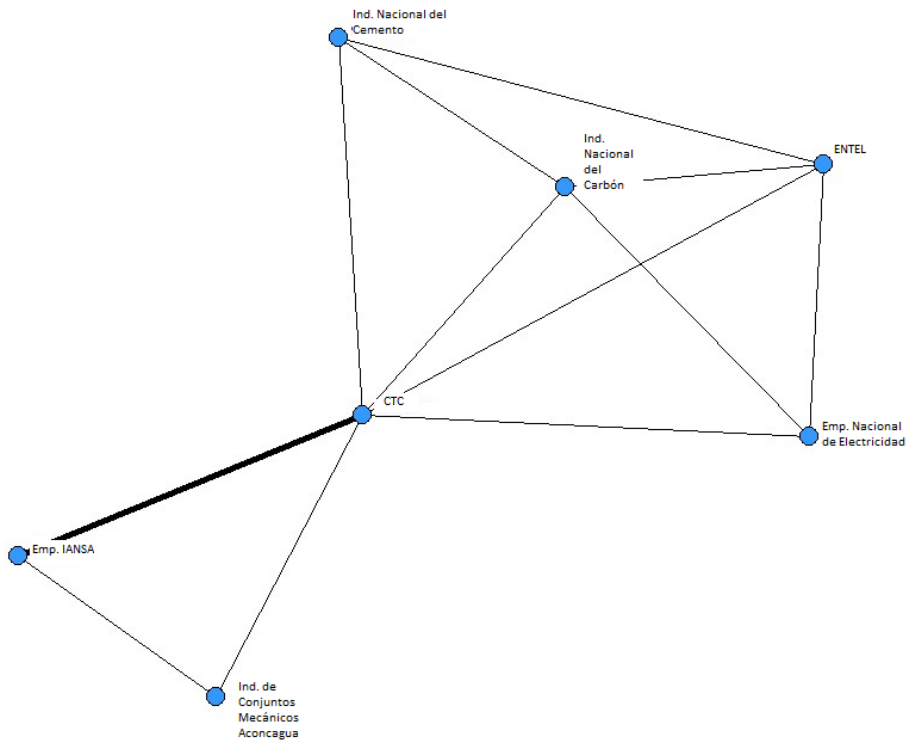 Ind. Nacional del
Cemento
Ind.
Nacional
del
Carbón
ENTEL
CTC
Emp. Nacional
de Electricidad
Emp. IANSA
Ind. de
Conjuntos
Mecánicos
Aconcagua